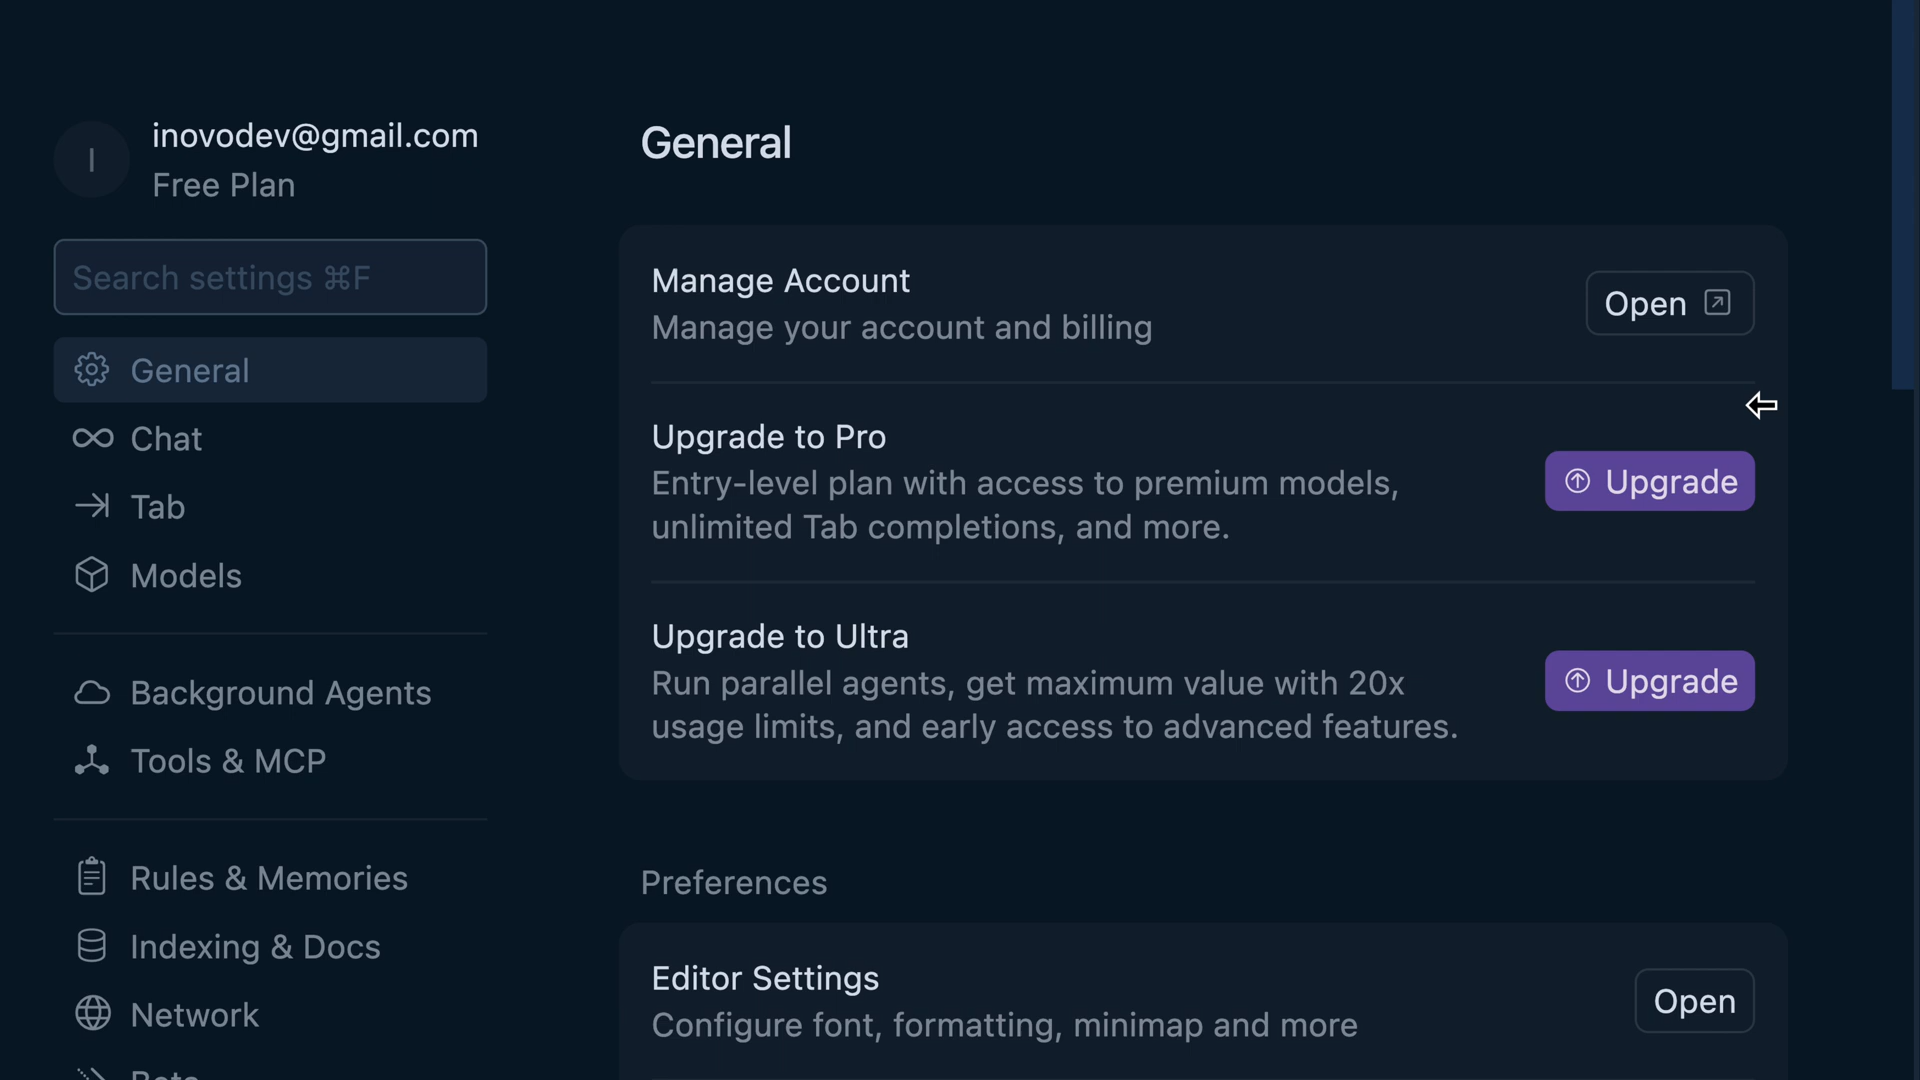 I
inovodev@gmail.com
Free Plan
Search settings ⌘F
General
Chat
Tab
Models
Background Agents
Tools & MCP
Rules & Memories
Indexing & Docs
Network
General
Manage Account
Manage your account and billing
Open
Upgrade to Pro
Entry-level plan with access to premium models,
unlimited Tab completions, and more.
Upgrade
Upgrade to Ultra
Run parallel agents, get maximum value with 20x
usage limits, and early access to advanced features.
Upgrade
Preferences
Editor Settings
Configure font, formatting, minimap and more
Open